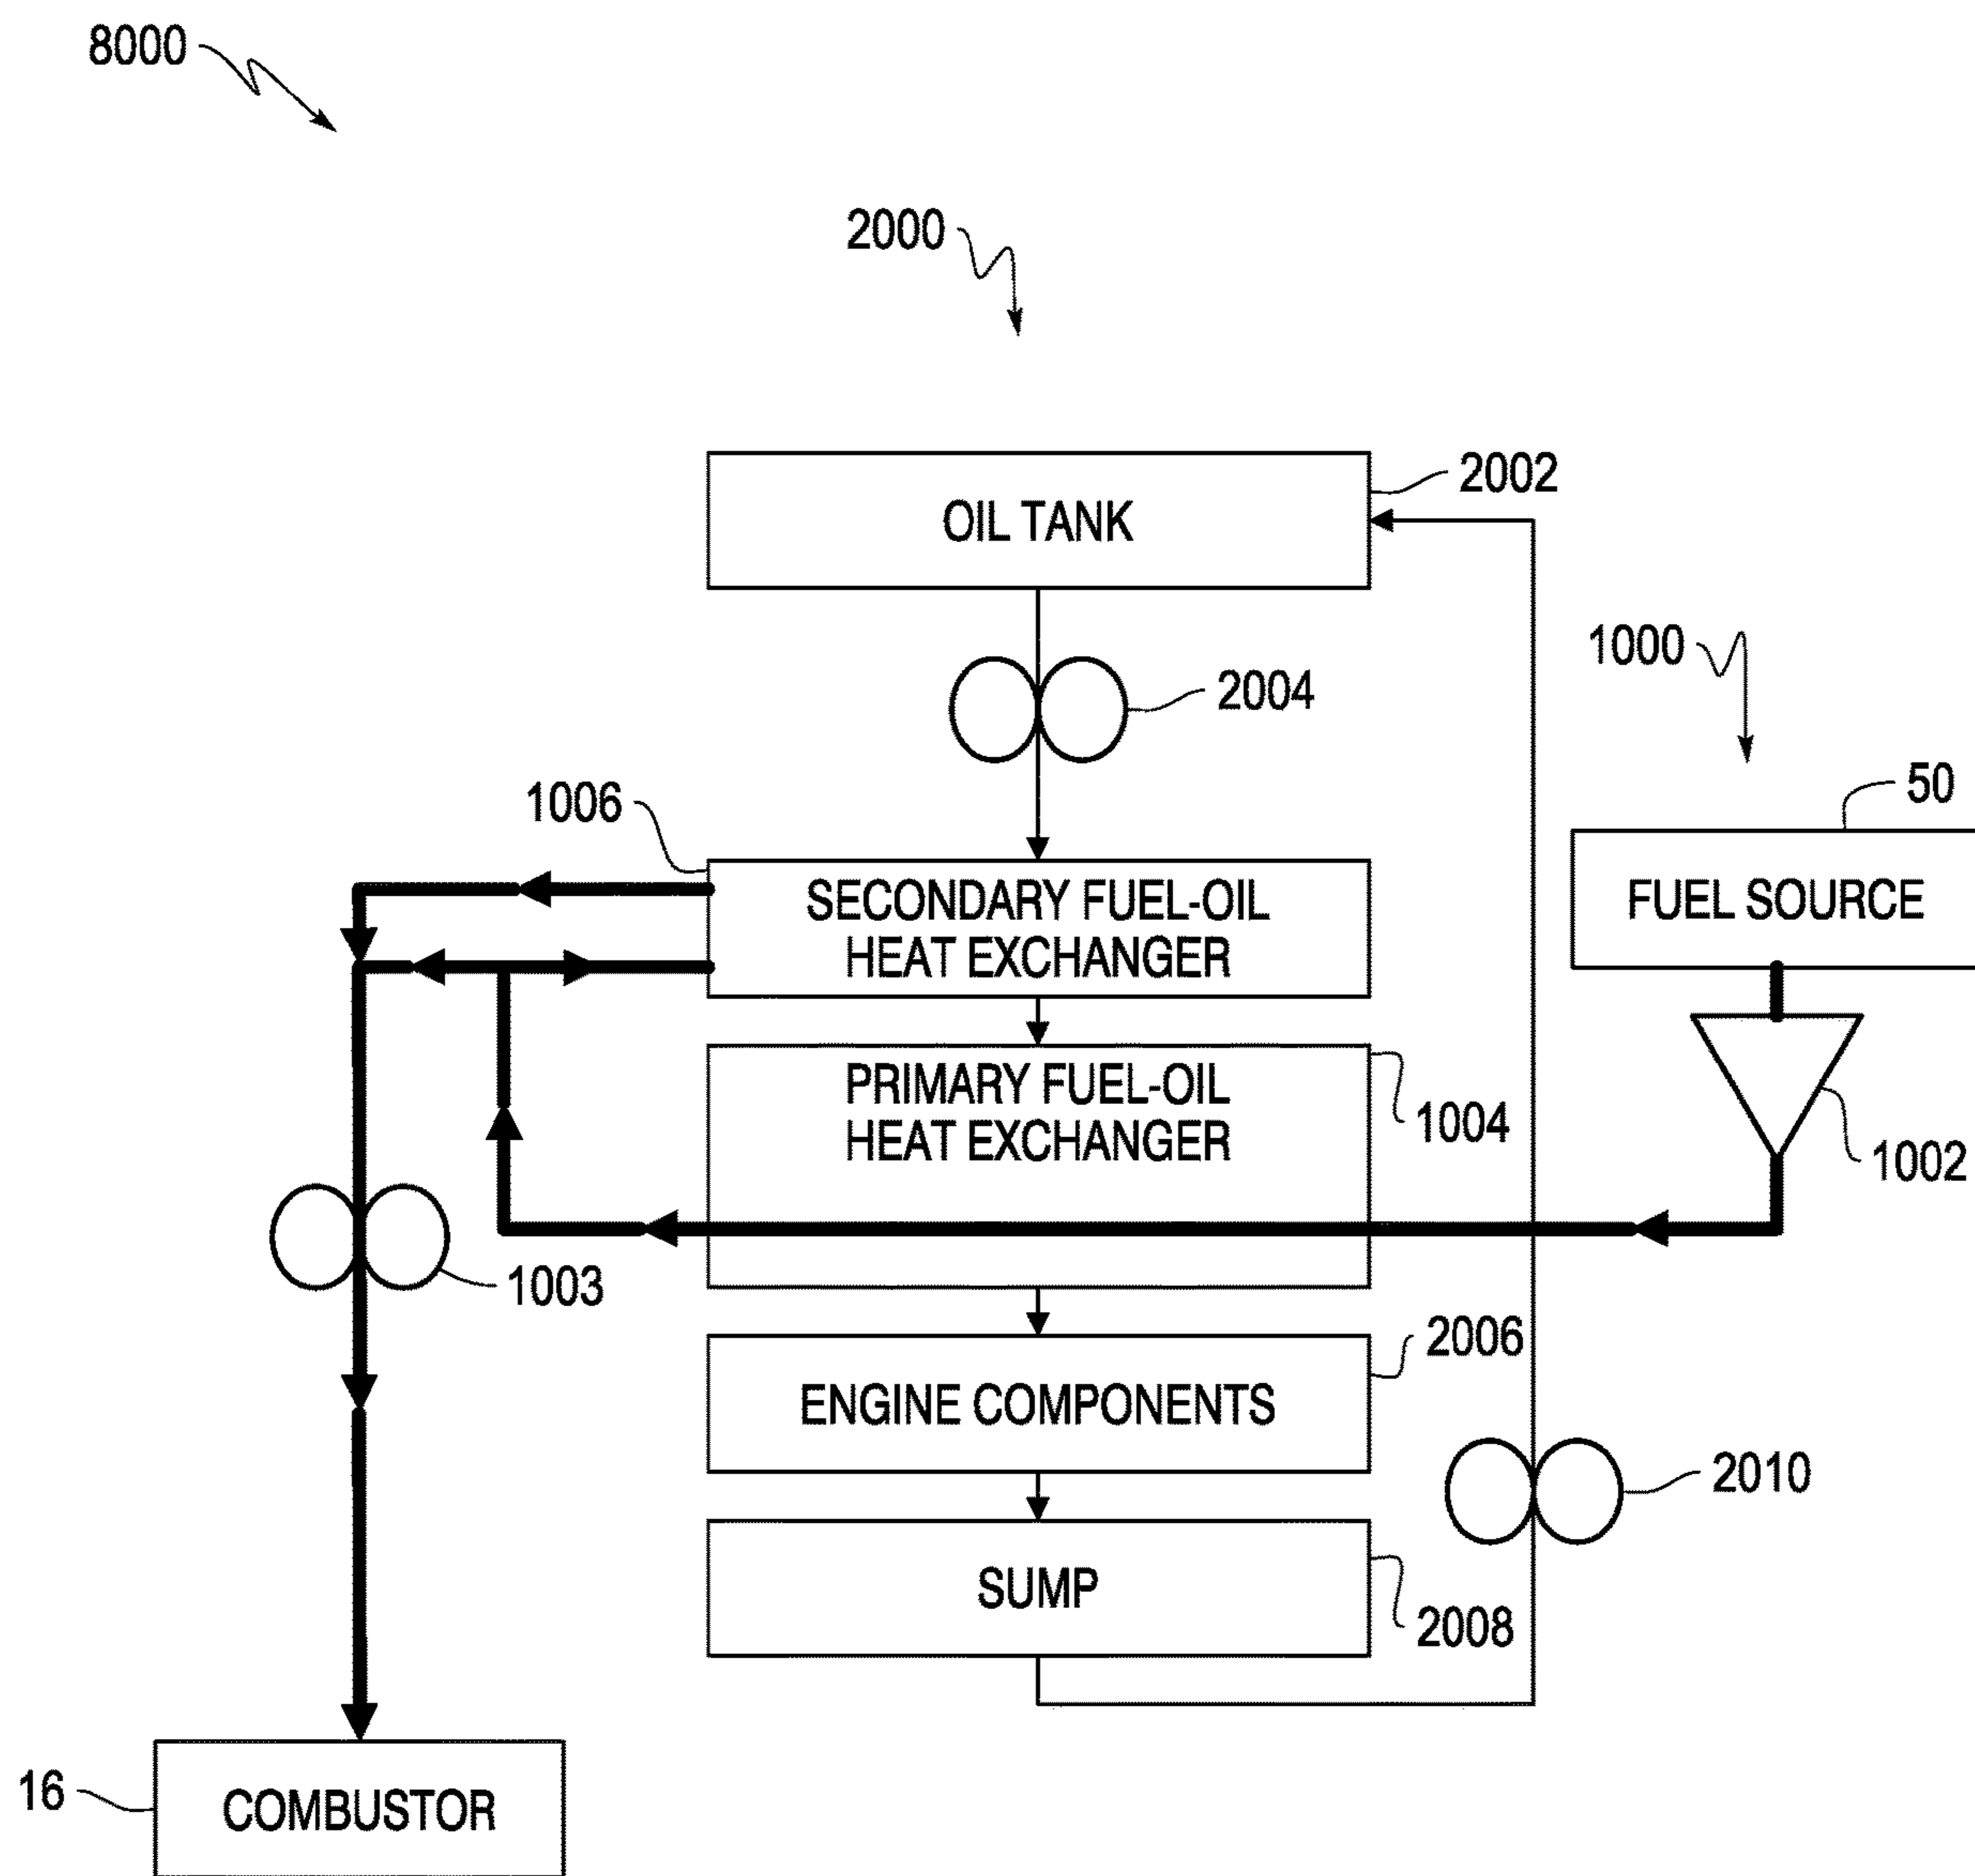 8000
2000
2002
OIL TANK
1000
2004
50
1006
FUEL SOURCE
SECONDARY FUEL-OIL
HEAT EXCHANGER
PRIMARY FUEL-OIL
HEAT EXCHANGER
1004
1002
1003
2006
ENGINE COMPONENTS
2010
SUMP
2008
16
COMBUSTOR